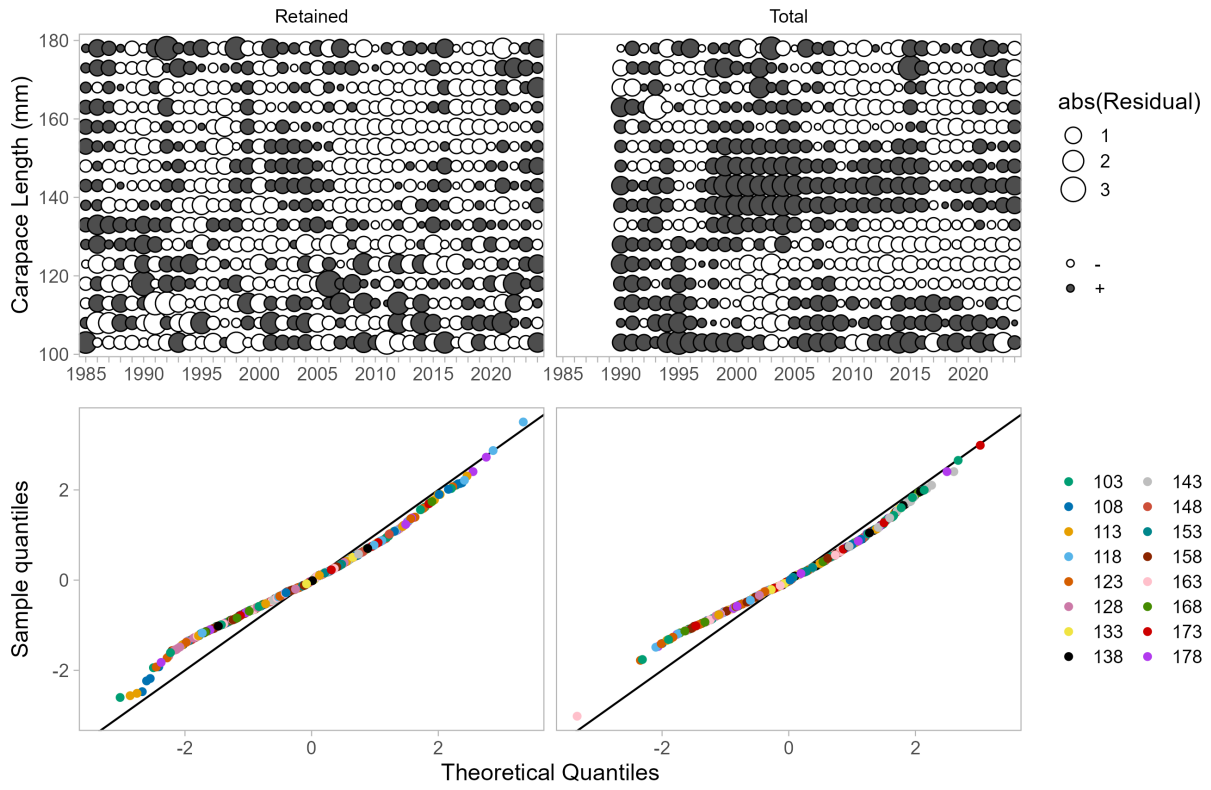 Retained Total
180
160
140
120
100
Carapace Length (mm)
1985 1990 1995 2000 2005 2010 2015 2020
1985 1990 1995 2000 2005 2010 2015 2020
abs(Residual)
1
2
3
-
+
2
0
-2
Sample quantiles
-2 0 2
-2 0 2
Theoretical Quantiles
103 143
108 148
113 153
118 158
123 163
128 168
133 173
138 178